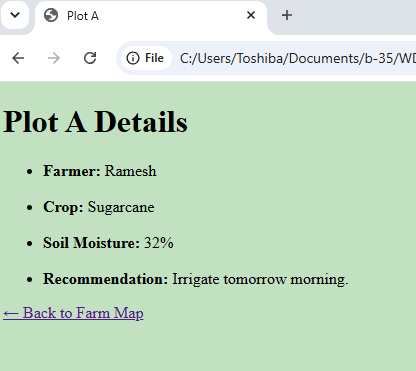 Plot A
File C:/Users/Toshiba/Documents/b-35/WD
Plot A Details
Farmer: Ramesh
Crop: Sugarcane
Soil Moisture: 32%
Recommendation: Irrigate tomorrow morning.
← Back to Farm Map